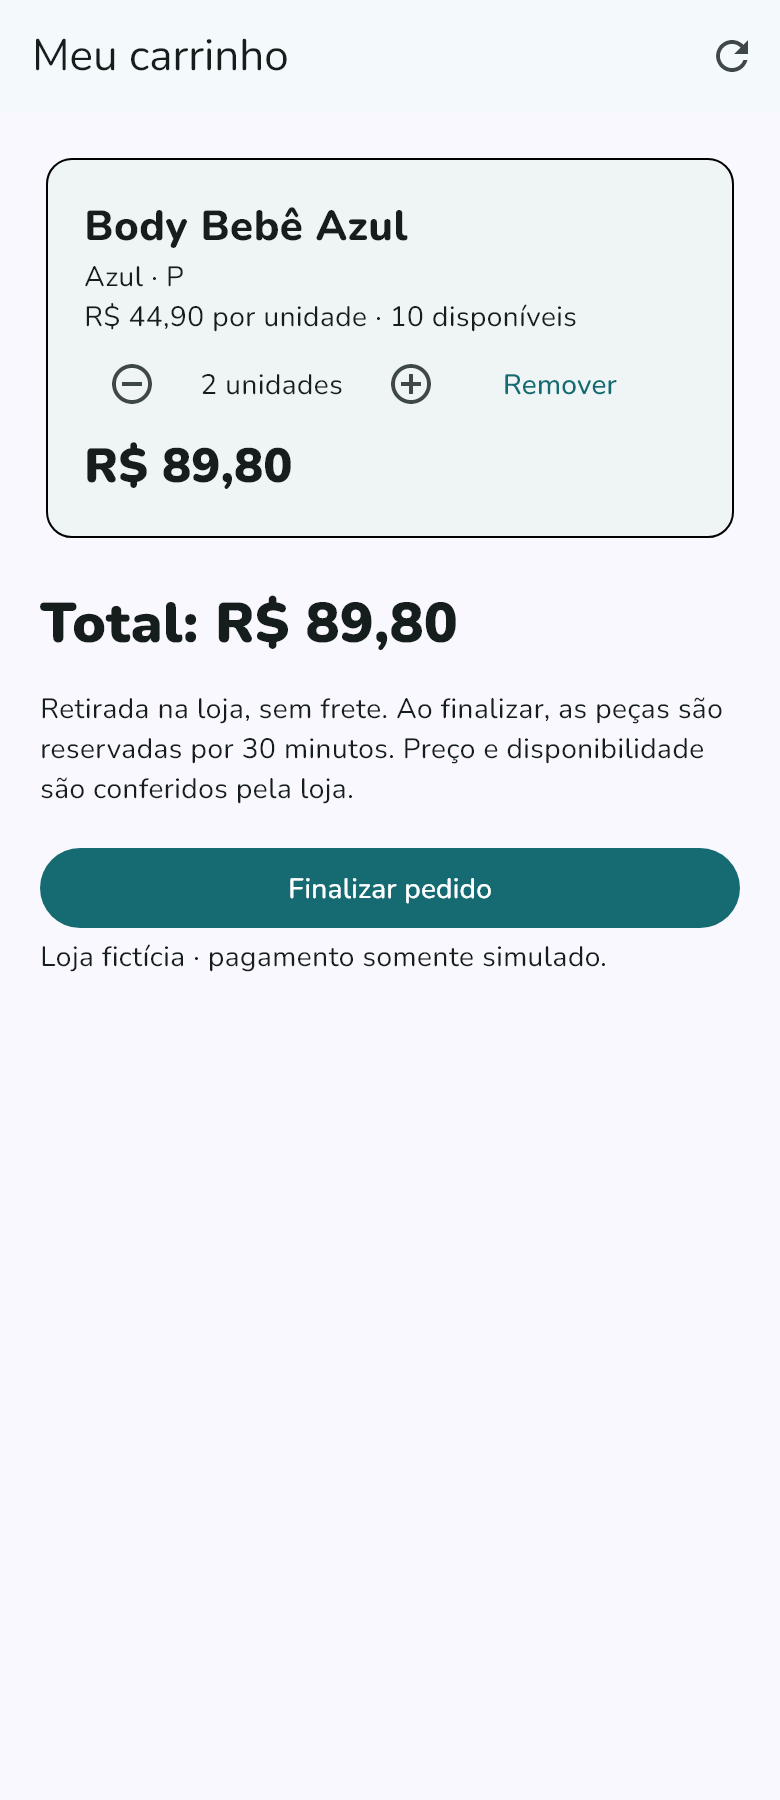 Meu carrinho
Body Bebê Azul
Azul · P
R$ 44,90 por unidade · 10 disponíveis
2 unidades Remover
R$ 89,80
Total: R$ 89,80
Retirada na loja, sem frete. Ao finalizar, as peças são
reservadas por 30 minutos. Preço e disponibilidade
são conferidos pela loja.
Finalizar pedido
Loja fictícia · pagamento somente simulado.